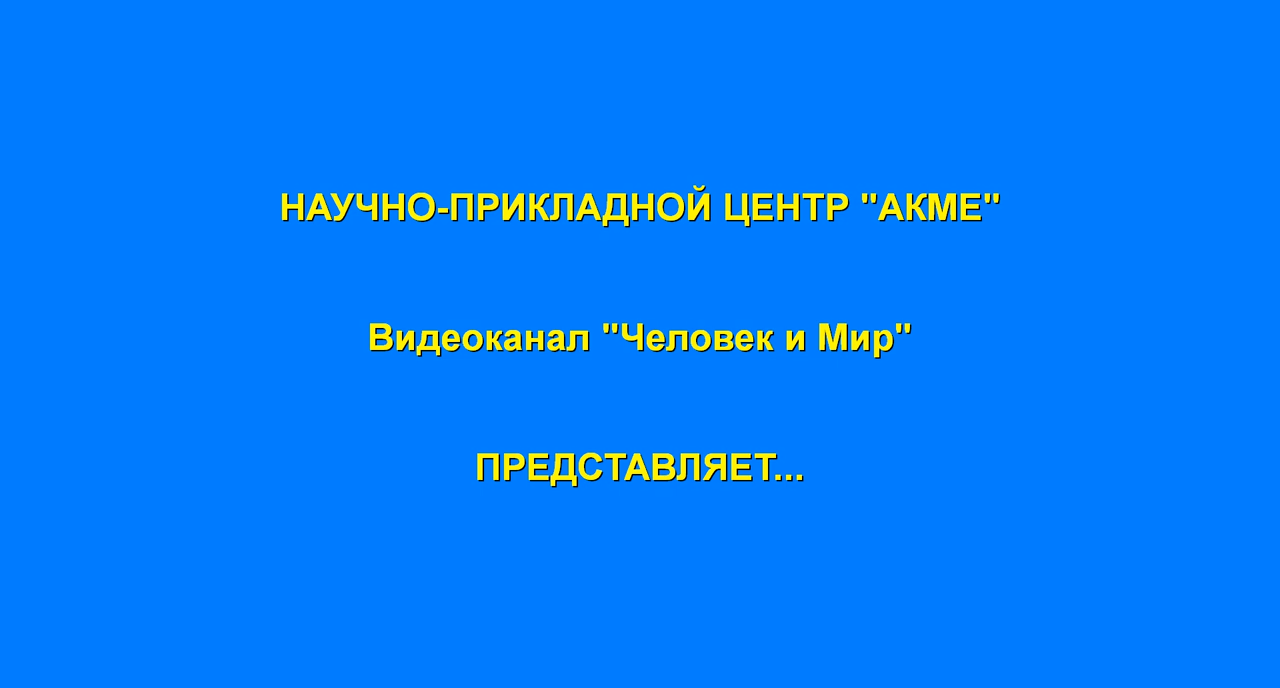 НАУЧНО-ПРИКЛАДНОЙ ЦЕНТР "АКМЕ"
Видеоканал "Человек и Мир"
ПРЕДСТАВЛЯЕТ...